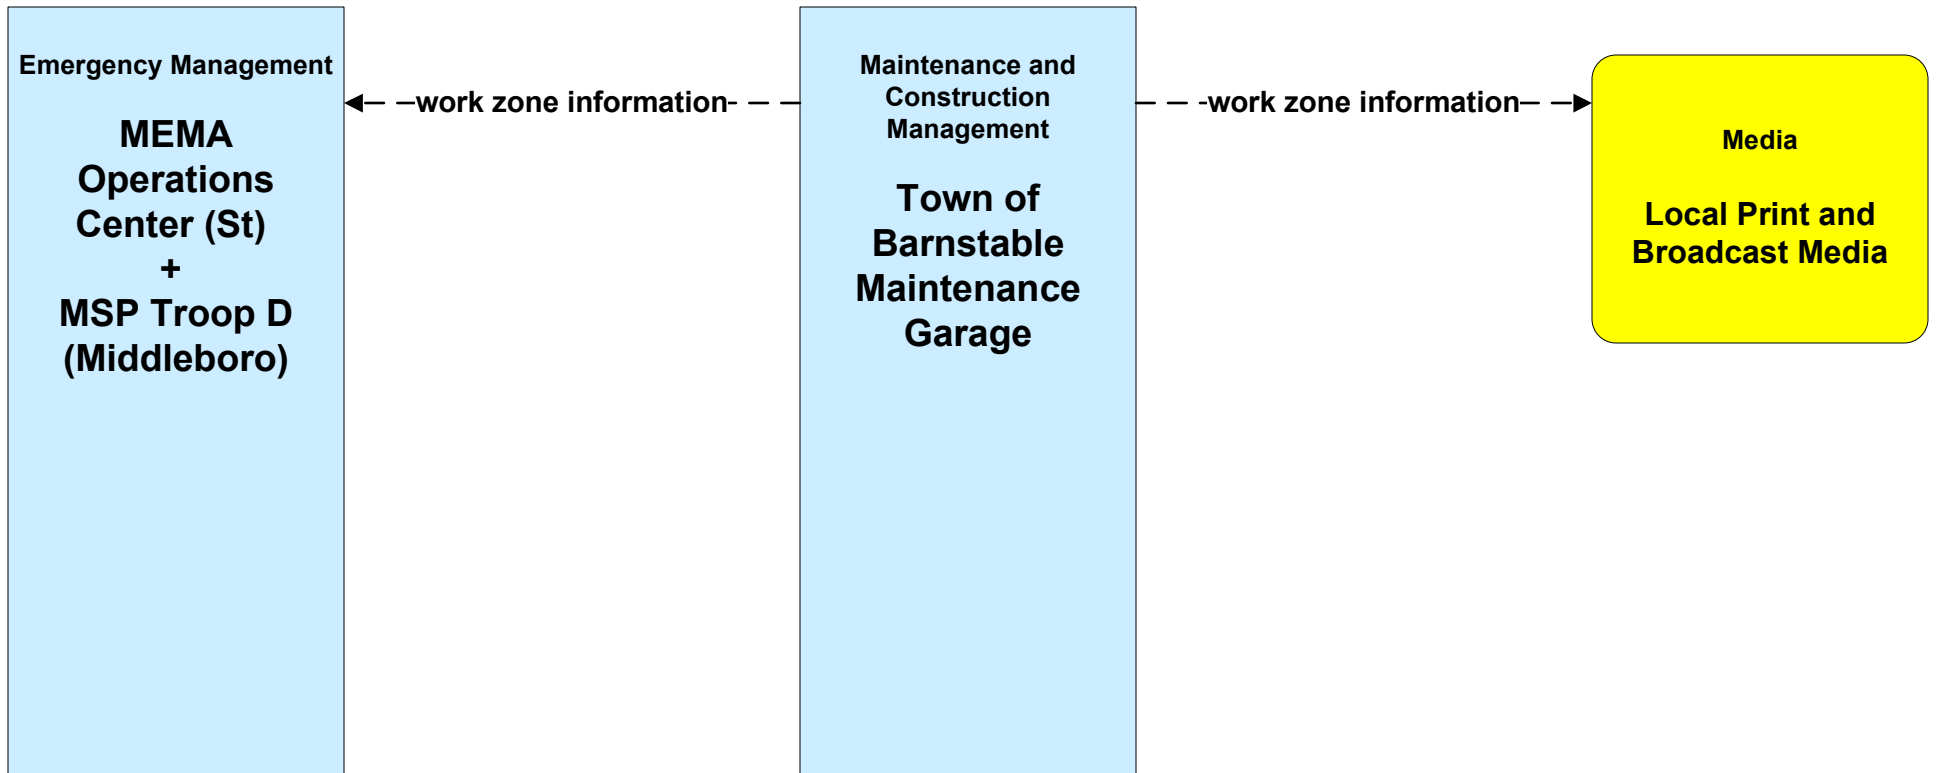 Emergency Management
MEMA
Operations
Center (St)
+
MSP Troop D
(Middleboro)
work zone information
Maintenance and
Construction
Management
Town of
Barnstable
Maintenance
Garage
work zone information
Media
Local Print and
Broadcast Media